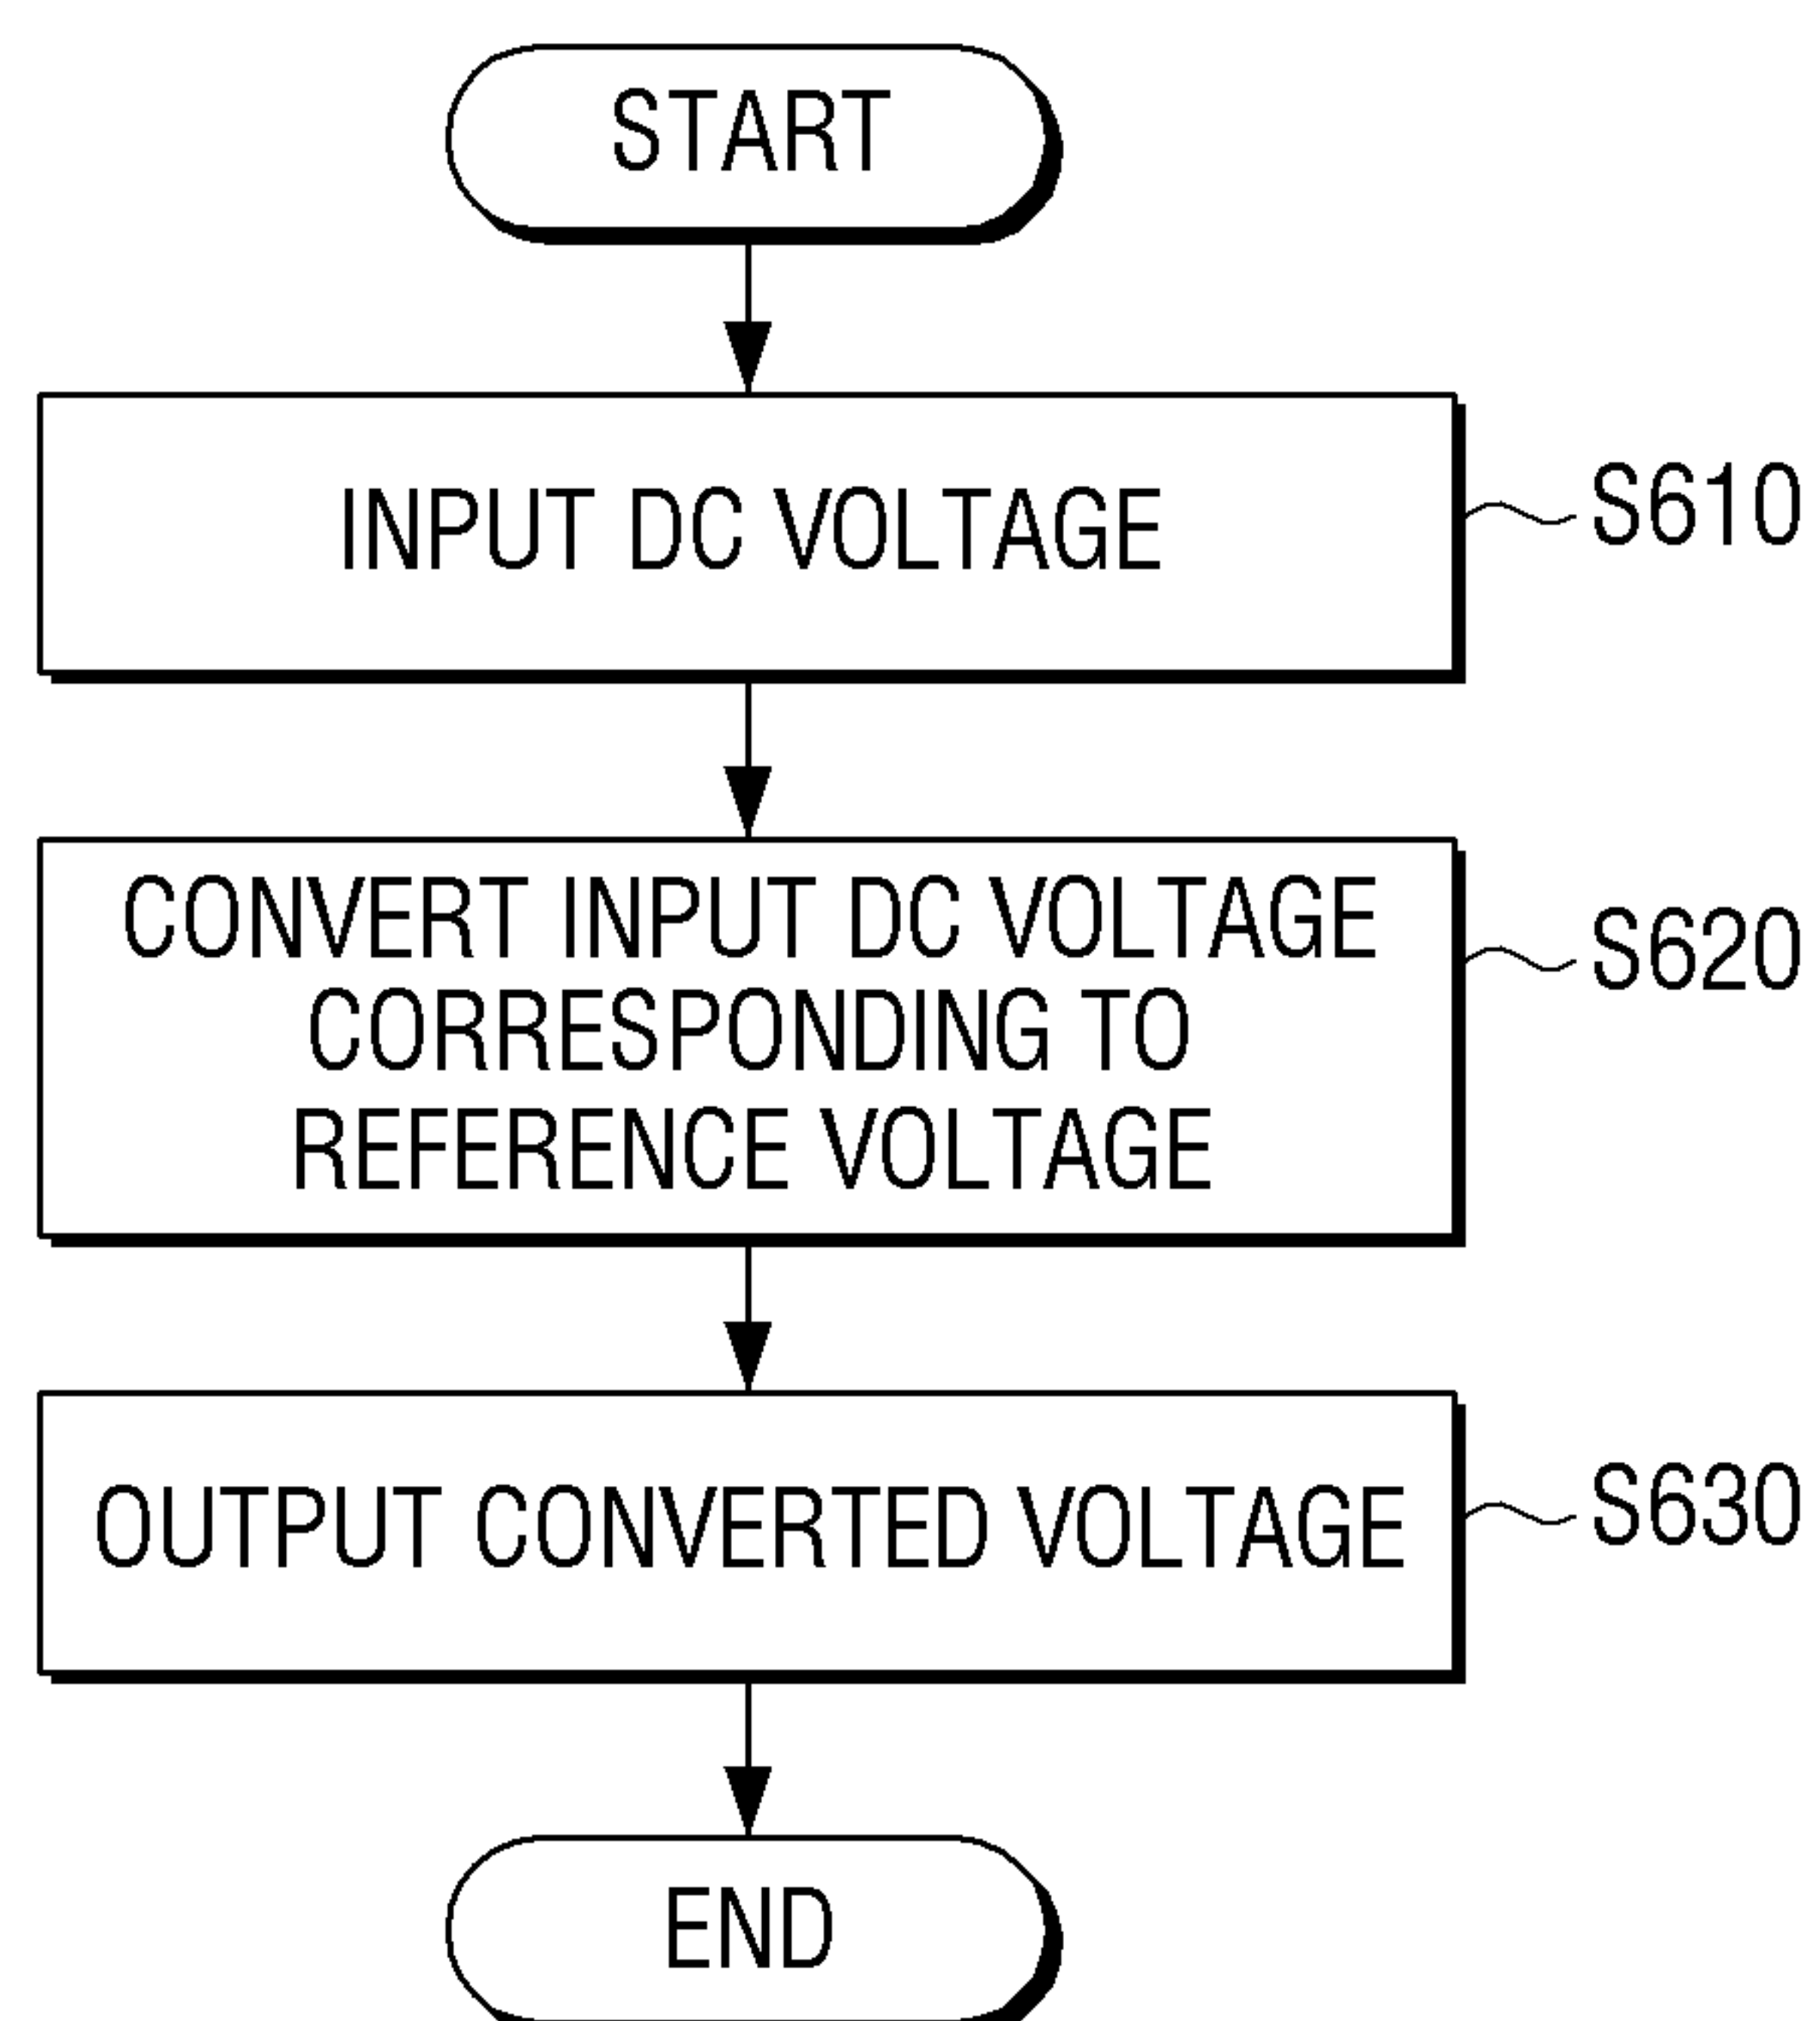 START
INPUT DC VOLTAGE
S610
CONVERT INPUT DC VOLTAGE
CORRESPONDING TO
REFERENCE VOLTAGE
S620
OUTPUT CONVERTED VOLTAGE
S630
END